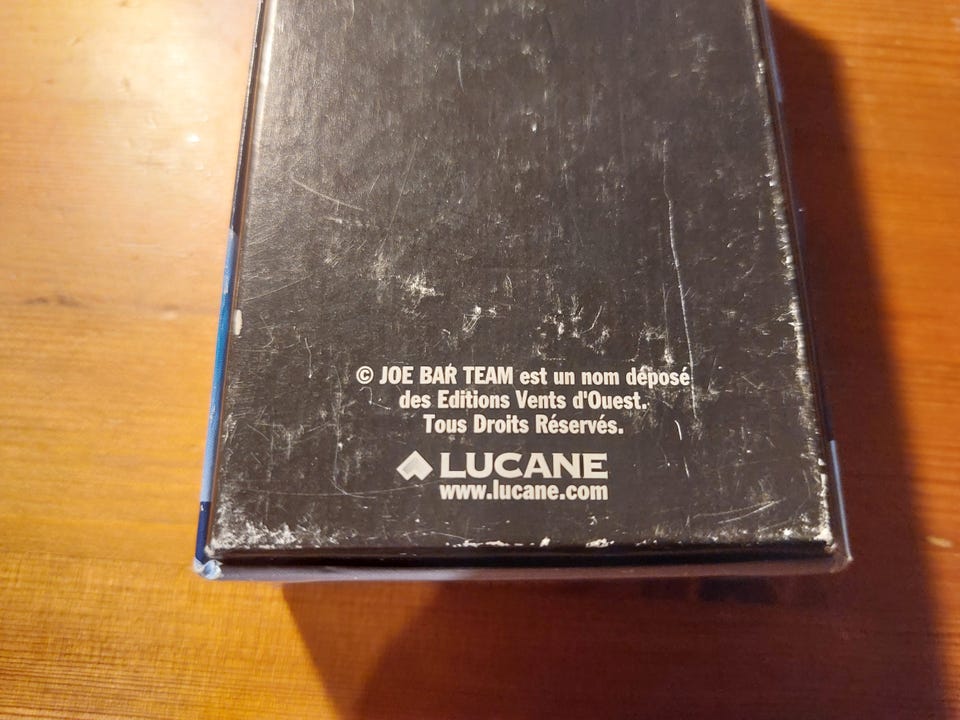 © JOE BAR TEAM est un nom déposé
des Editions Vents d'Ouest.
Tous Droits Réservés.
LUCANE
www.lucane.com